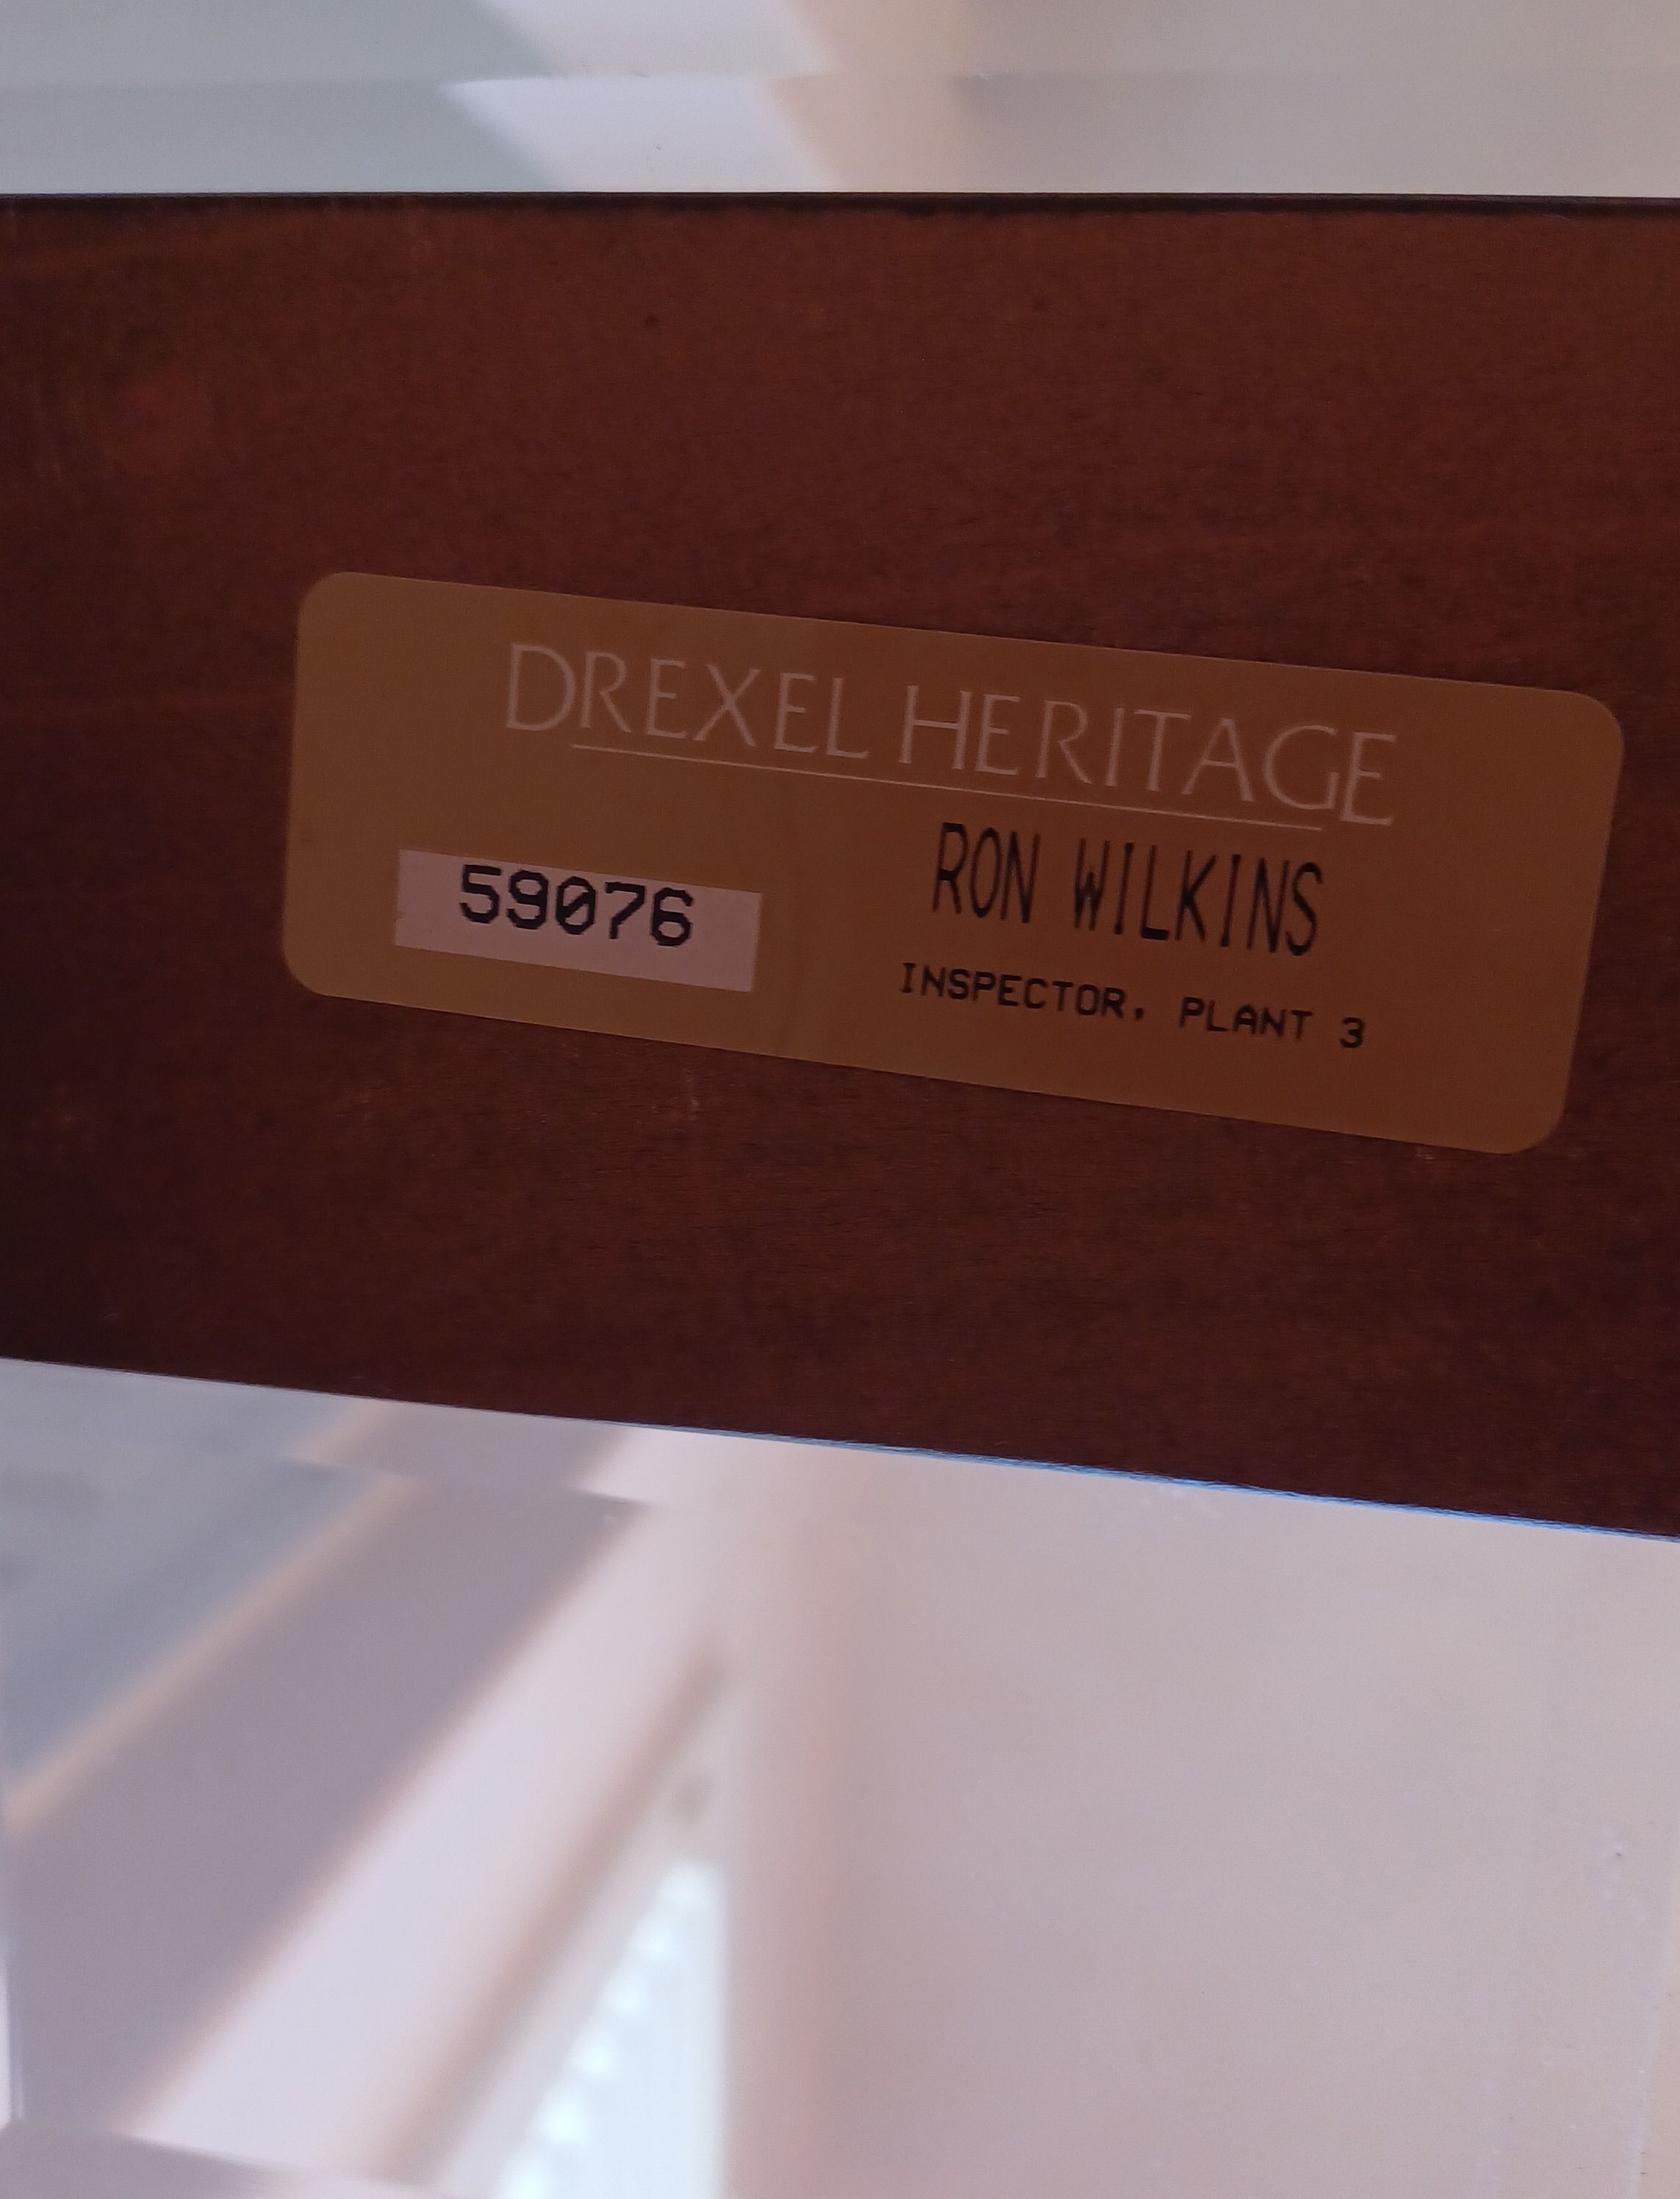 DREXEL HERITAGE
59076
RON WILKINS
INSPECTOR, PLANT 3